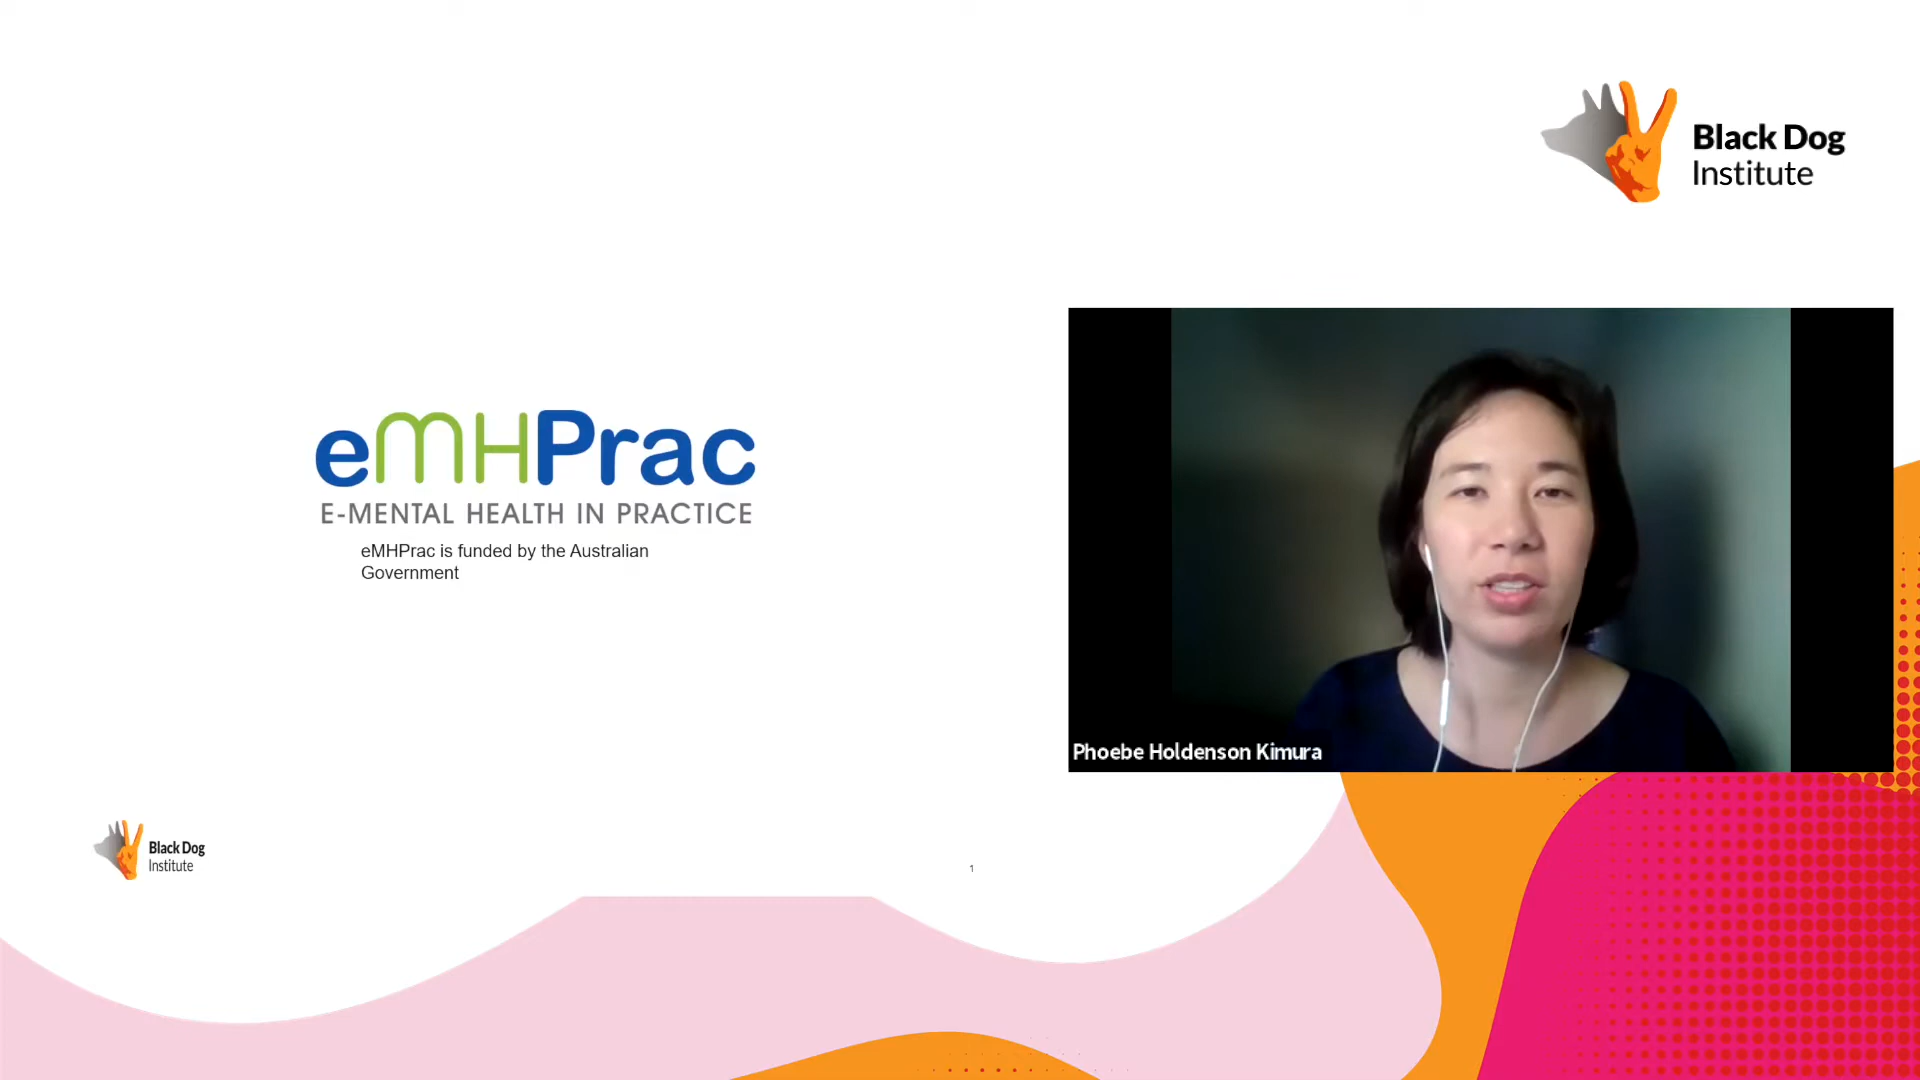 Black Dog
Institute
eMHPrac
E-MENTAL HEALTH IN PRACTICE
eMHPrac is funded by the Australian
Government
Phoebe Holdenson Kimura
Black Dog
Institute
1